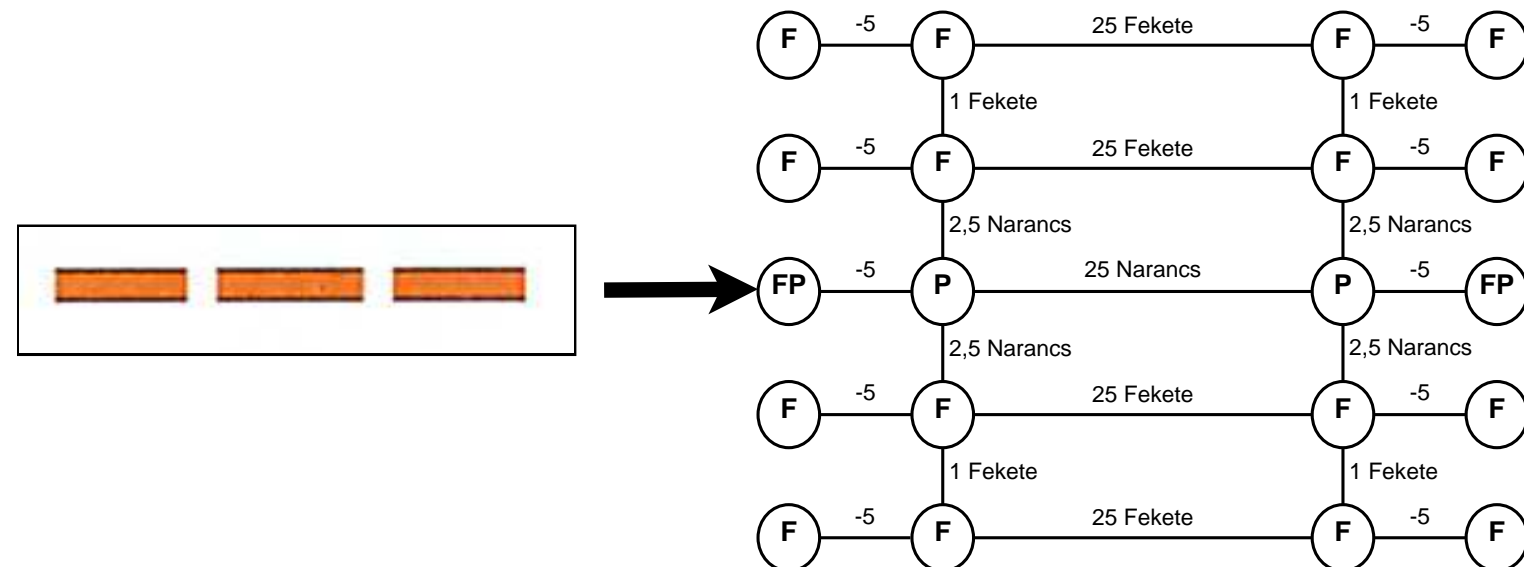 F -5 F 25 Fekete F -5 F
1 Fekete 1 Fekete
F -5 F 25 Fekete F -5 F
2,5 Narancs 2,5 Narancs
FP -5 P 25 Narancs P -5 FP
2,5 Narancs 2,5 Narancs
F -5 F 25 Fekete F -5 F
1 Fekete 1 Fekete
F -5 F 25 Fekete F -5 F